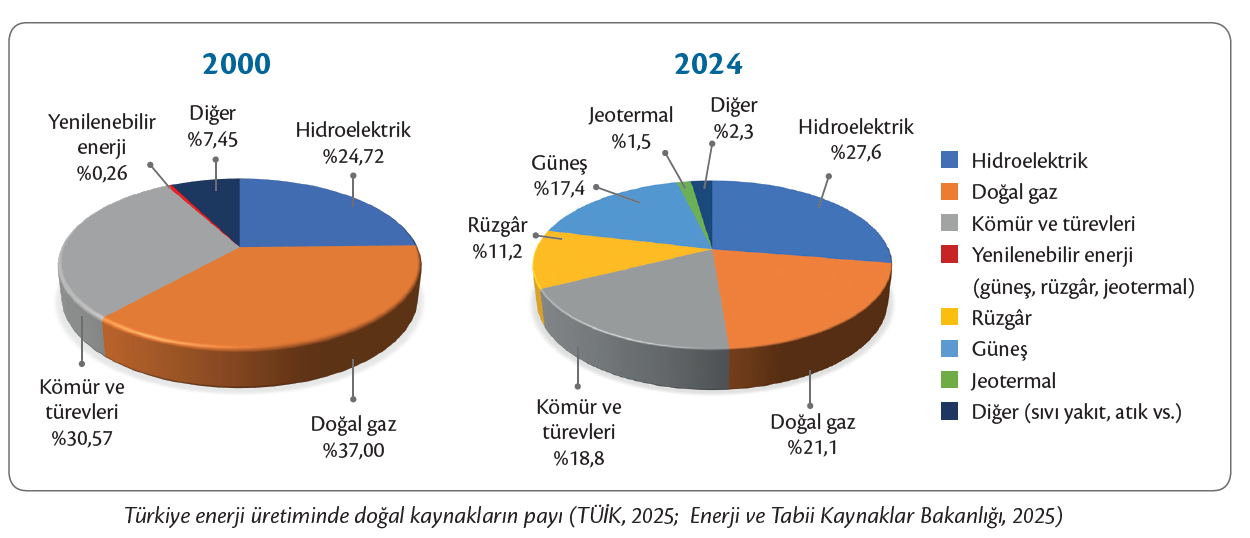 2000
Yenilenebilir
enerji
%0,26
Diğer
%7,45
Hidroelektrik
%24,72
Kömür ve
türevleri
%30,57
Doğal gaz
%37,00
2024
Jeotermal
%1,5
Diğer
%2,3
Hidroelektrik
%27,6
Güneş
%17,4
Rüzgâr
%11,2
Kömür ve
türevleri
%18,8
Doğal gaz
%21,1
Hidroelektrik
Doğal gaz
Kömür ve türevleri
Yenilenebilir enerji
(güneş, rüzgâr, jeotermal)
Rüzgâr
Güneş
Jeotermal
Diğer (sıvı yakıt, atık vs.)
Türkiye enerji üretiminde doğal kaynakların payı (TÜİK, 2025; Enerji ve Tabii Kaynaklar Bakanlığı, 2025)